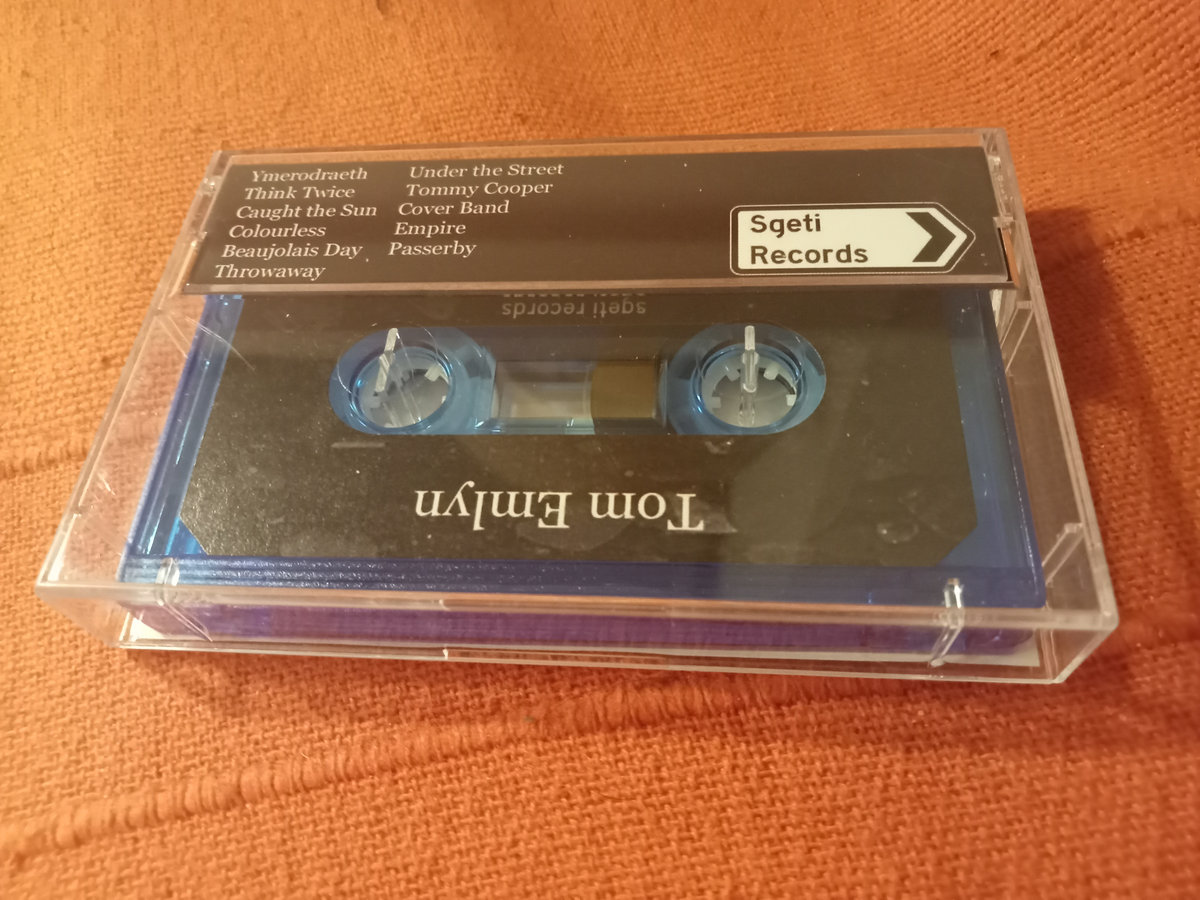 Ymerodraeth
Think Twice
Caught the Sun
Colourless
Beaujolais Day
Throwaway
Under the Street
Tommy Cooper
Cover Band
Empire
Passerby
Sgeti
Records
sgeti records
Tom Emlyn